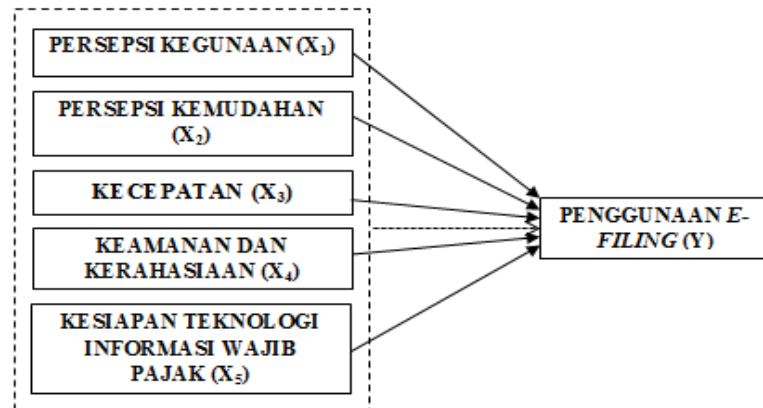 PERSEPSI KEGUNAAN (X₁)
PERSEPSI KEMUDAHAN
(X₂)
KECEPATAN (X₃)
KEAMANAN DAN
KERAHASIAAN (X₄)
KESIAPAN TEKNOLOGI
INFORMASI WAJIB
PAJAK (X₅)
PENGGUNAAN E-
FILING (Y)